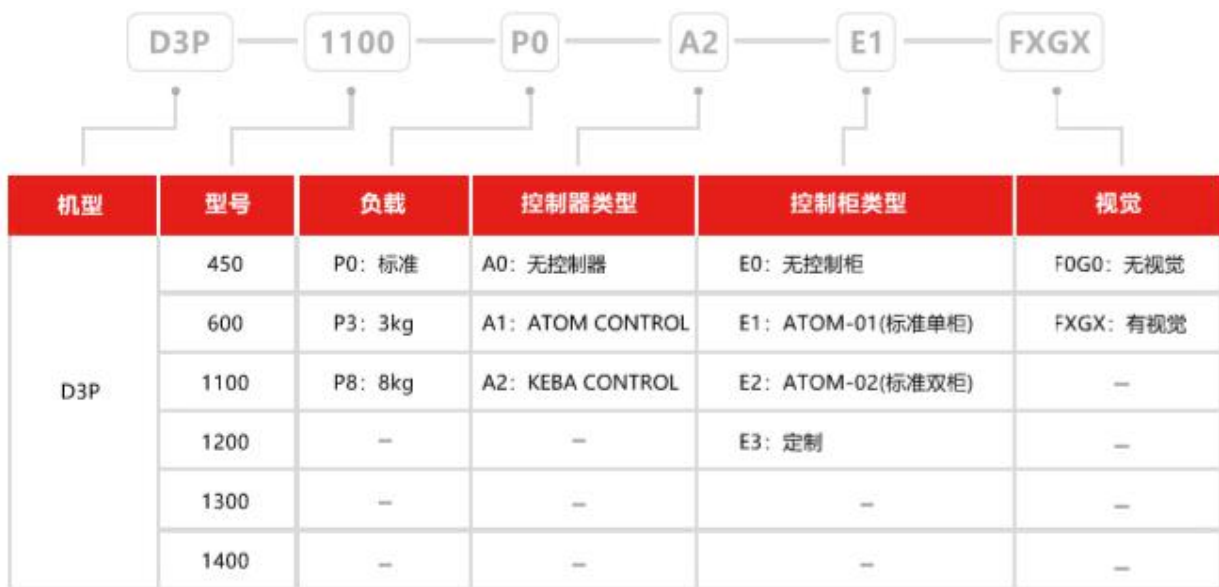 D3P 1100 P0 A2 E1 FXGX
机型 型号 负载 控制器类型 控制柜类型 视觉
450 P0：标准 A0：无控制器 E0：无控制柜 F0G0：无视觉
600 P3：3kg A1：ATOM CONTROL E1：ATOM-01(标准单柜) FXGX：有视觉
D3P 1100 P8：8kg A2：KEBA CONTROL E2：ATOM-02(标准双柜) –
1200 – – E3：定制 –
1300 – – – –
1400 – – – –